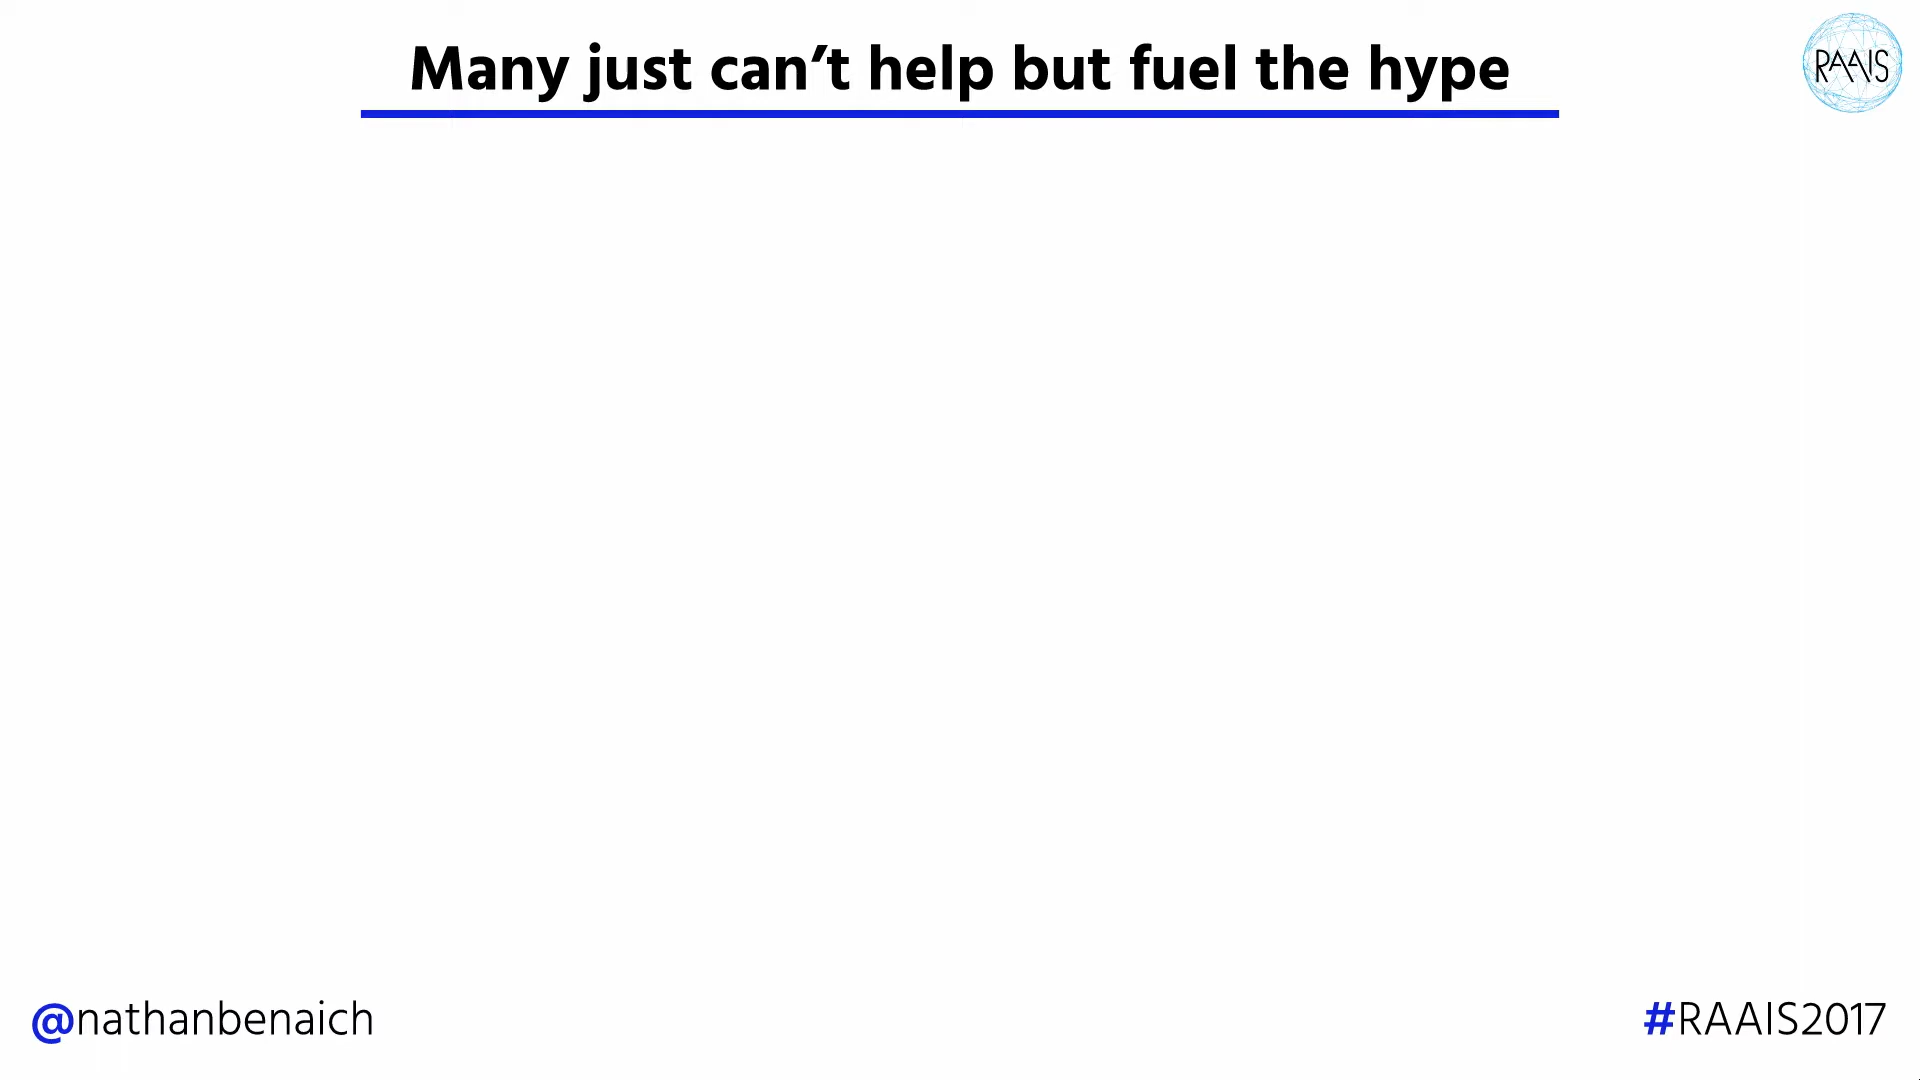 Many just can’t help but fuel the hype
RAAIS
@nathanbenaich
#RAAIS2017